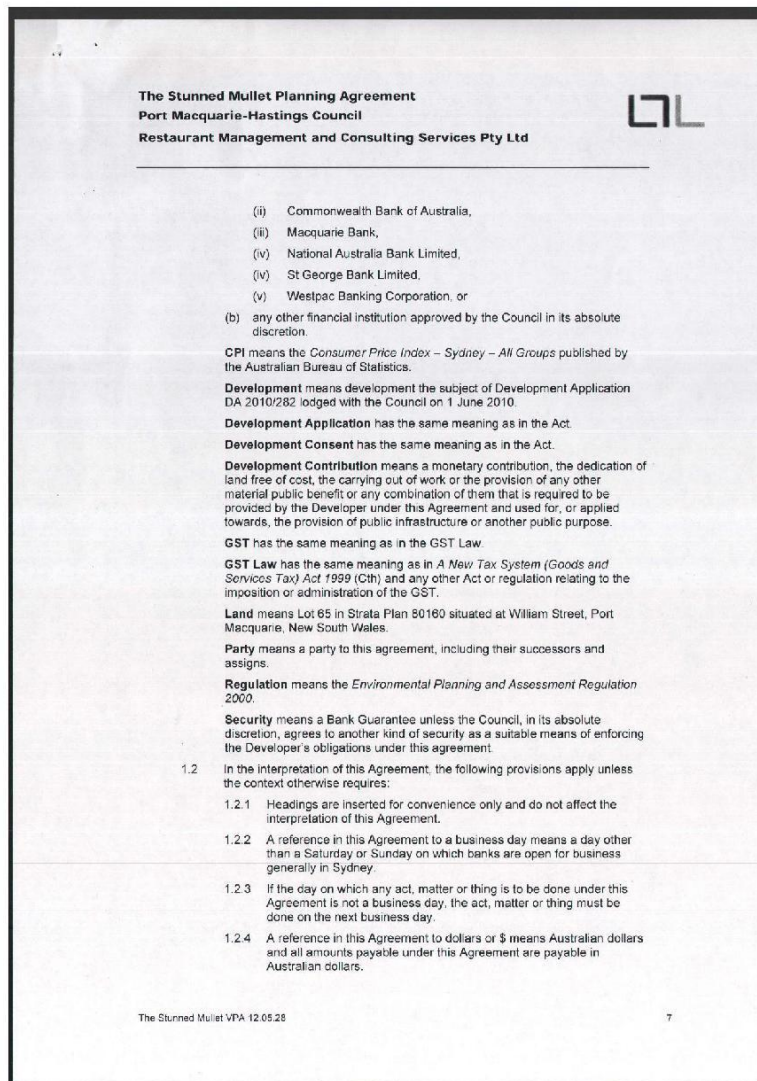 The Stunned Mullet Planning Agreement
Port Macquarie-Hastings Council
Restaurant Management and Consulting Services Pty Ltd
(ii) Commonwealth Bank of Australia,
(iii) Macquarie Bank,
(iv) National Australia Bank Limited,
(iv) St George Bank Limited,
(v) Westpac Banking Corporation, or
(b) any other financial institution approved by the Council in its absolute
discretion.
CPI means the Consumer Price Index – Sydney – All Groups published by
the Australian Bureau of Statistics.
Development means development the subject of Development Application
DA 2010/282 lodged with the Council on 1 June 2010.
Development Application has the same meaning as in the Act.
Development Consent has the same meaning as in the Act.
Development Contribution means a monetary contribution, the dedication of
land free of cost, the carrying out of work or the provision of any other
material public benefit or any combination of them that is required to be
provided by the Developer under this Agreement and used for, or applied
towards, the provision of public infrastructure or another public purpose.
GST has the same meaning as in the GST Law.
GST Law has the same meaning as in A New Tax System (Goods and
Services Tax) Act 1999 (Cth) and any other Act or regulation relating to the
imposition or administration of the GST.
Land means Lot 65 in Strata Plan 80160 situated at William Street, Port
Macquarie, New South Wales.
Party means a party to this agreement, including their successors and
assigns.
Regulation means the Environmental Planning and Assessment Regulation
2000.
Security means a Bank Guarantee unless the Council, in its absolute
discretion, agrees to another kind of security as a suitable means of enforcing
the Developer's obligations under this agreement.
1.2 In the interpretation of this Agreement, the following provisions apply unless
the context otherwise requires:
1.2.1 Headings are inserted for convenience only and do not affect the
interpretation of this Agreement.
1.2.2 A reference in this Agreement to a business day means a day other
than a Saturday or Sunday on which banks are open for business
generally in Sydney.
1.2.3 If the day on which any act, matter or thing is to be done under this
Agreement is not a business day, the act, matter or thing must be
done on the next business day.
1.2.4 A reference in this Agreement to dollars or $ means Australian dollars
and all amounts payable under this Agreement are payable in
Australian dollars.
The Stunned Mullet VPA 12.05.28 7